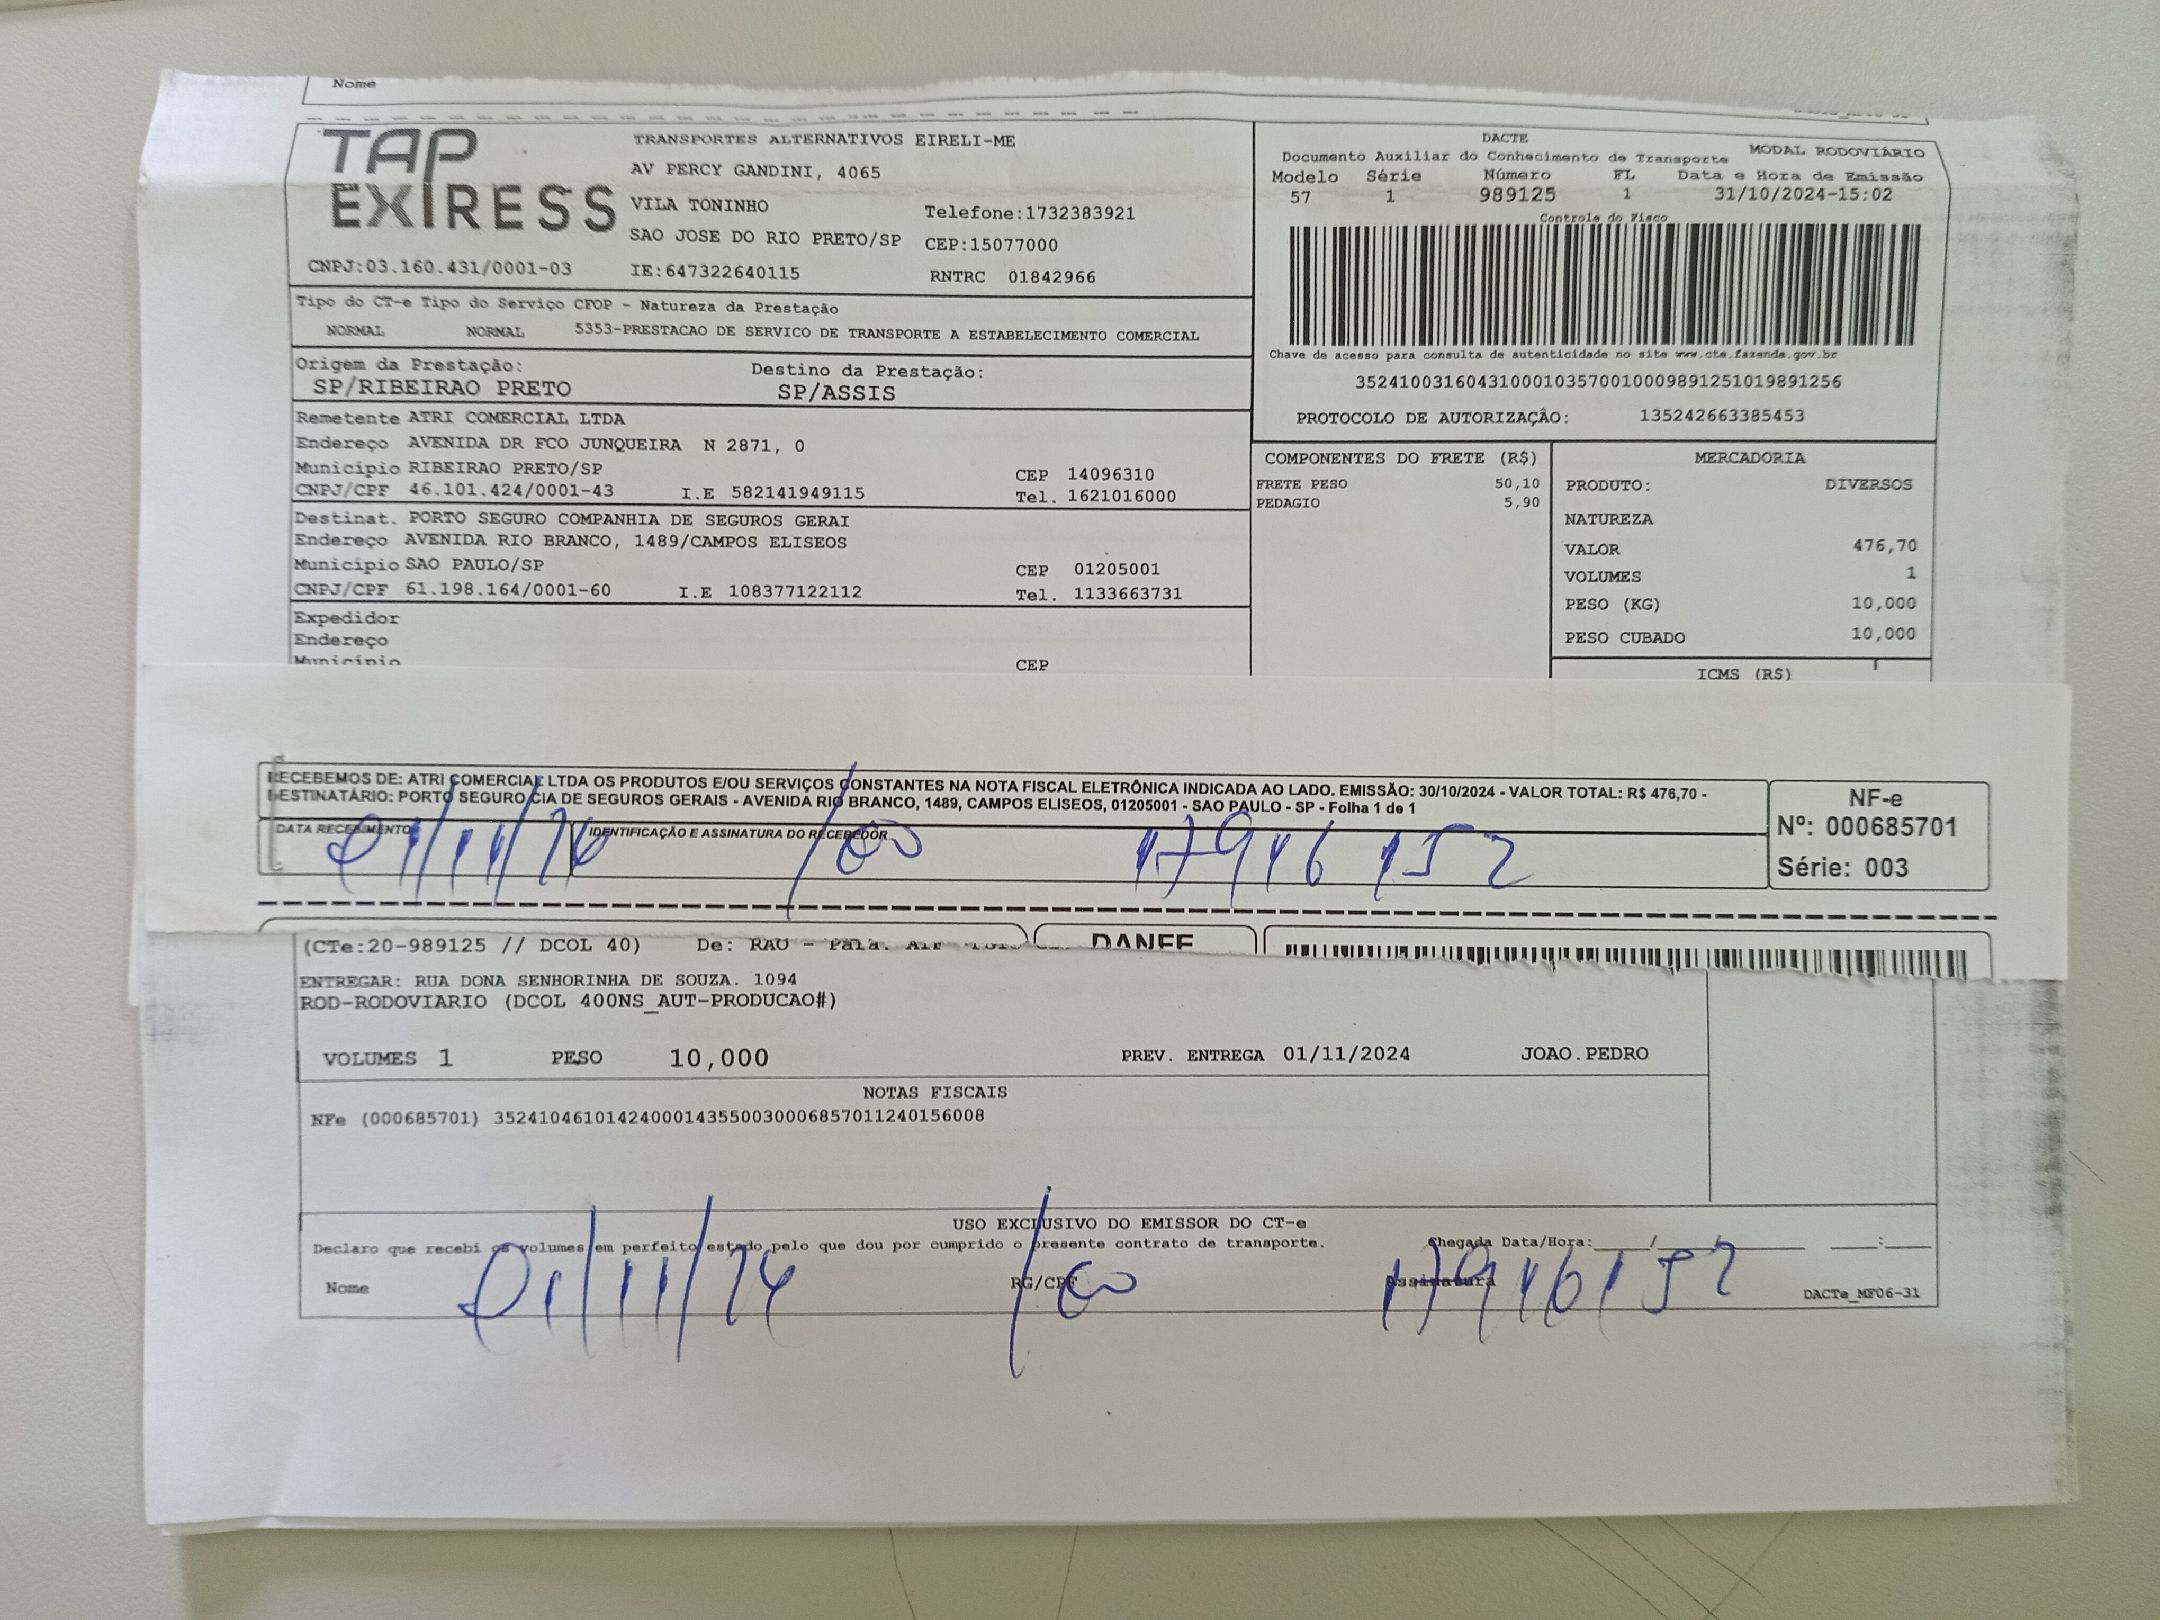 Nome
TAP
EXPRESS
TRANSPORTES ALTERNATIVOS EIRELI-ME
AV PERCY GANDINI, 4065
VILA TONINHO
Telefone:1732383921
SAO JOSE DO RIO PRETO/SP CEP:15077000
CNPJ:03.160.431/0001-03 IE:647322640115 RNTRC 01842966
DACTE
Documento Auxiliar do Conhecimento de Transporte MODAL RODOVIÁRIO
Modelo Série Número FL Data e Hora de Emissão
57 1 989125 1 31/10/2024-15:02
Controle do Fisco
Chave de acesso para consulta de autenticidade no site www.cte.fazenda.gov.br
35241003160431000103570010009891251019891256
PROTOCOLO DE AUTORIZAÇÂO: 135242663385453
Tipo do CT-e Tipo do Serviço CFOP - Natureza da Prestação
NORMAL NORMAL 5353-PRESTACAO DE SERVICO DE TRANSPORTE A ESTABELECIMENTO COMERCIAL
Origem da Prestação: Destino da Prestação:
SP/RIBEIRAO PRETO SP/ASSIS
Remetente ATRI COMERCIAL LTDA
Endereço AVENIDA DR FCO JUNQUEIRA N 2871, 0
Município RIBEIRAO PRETO/SP CEP 14096310
CNPJ/CPF 46.101.424/0001-43 I.E 582141949115 Tel. 1621016000
Destinat. PORTO SEGURO COMPANHIA DE SEGUROS GERAI
Endereço AVENIDA RIO BRANCO, 1489/CAMPOS ELISEOS
Município SAO PAULO/SP CEP 01205001
CNPJ/CPF 61.198.164/0001-60 I.E 108377122112 Tel. 1133663731
Expedidor
Endereço
Município CEP
COMPONENTES DO FRETE (R$)
FRETE PESO 50,10
PEDAGIO 5,90
MERCADORIA
PRODUTO: DIVERSOS
NATUREZA
VALOR 476,70
VOLUMES 1
PESO (KG) 10,000
PESO CUBADO 10,000
ICMS (R$)
RECEBEMOS DE: ATRI COMERCIAL LTDA OS PRODUTOS E/OU SERVIÇOS CONSTANTES NA NOTA FISCAL ELETRÔNICA INDICADA AO LADO. EMISSÃO: 30/10/2024 - VALOR TOTAL: R$ 476,70 -
DESTINATÁRIO: PORTO SEGURO CIA DE SEGUROS GERAIS - AVENIDA RIO BRANCO, 1489, CAMPOS ELISEOS, 01205001 - SAO PAULO - SP - Folha 1 de 1
DATA RECEBIMENTO IDENTIFICAÇÃO E ASSINATURA DO RECEBEDOR
01/11/24 17916152
NF-e
Nº: 000685701
Série: 003
(CTe:20-989125 // DCOL 40) De: RAO - Pala.
DANFE
ENTREGAR: RUA DONA SENHORINHA DE SOUZA. 1094
ROD-RODOVIARIO (DCOL 400NS_AUT-PRODUCAO#)
VOLUMES 1 PESO 10,000 PREV. ENTREGA 01/11/2024 JOAO.PEDRO
NOTAS FISCAIS
NFe (000685701) 35241046101424000143550030006857011240156008
USO EXCLUSIVO DO EMISSOR DO CT-e
Declaro que recebi os volumes em perfeito estado pelo que dou por cumprido o presente contrato de transporte. Chegada Data/Hora:____/____ ____:____
Nome RG/CPF Assinatura
01/11/24 17916152
DACTe_MF06-31